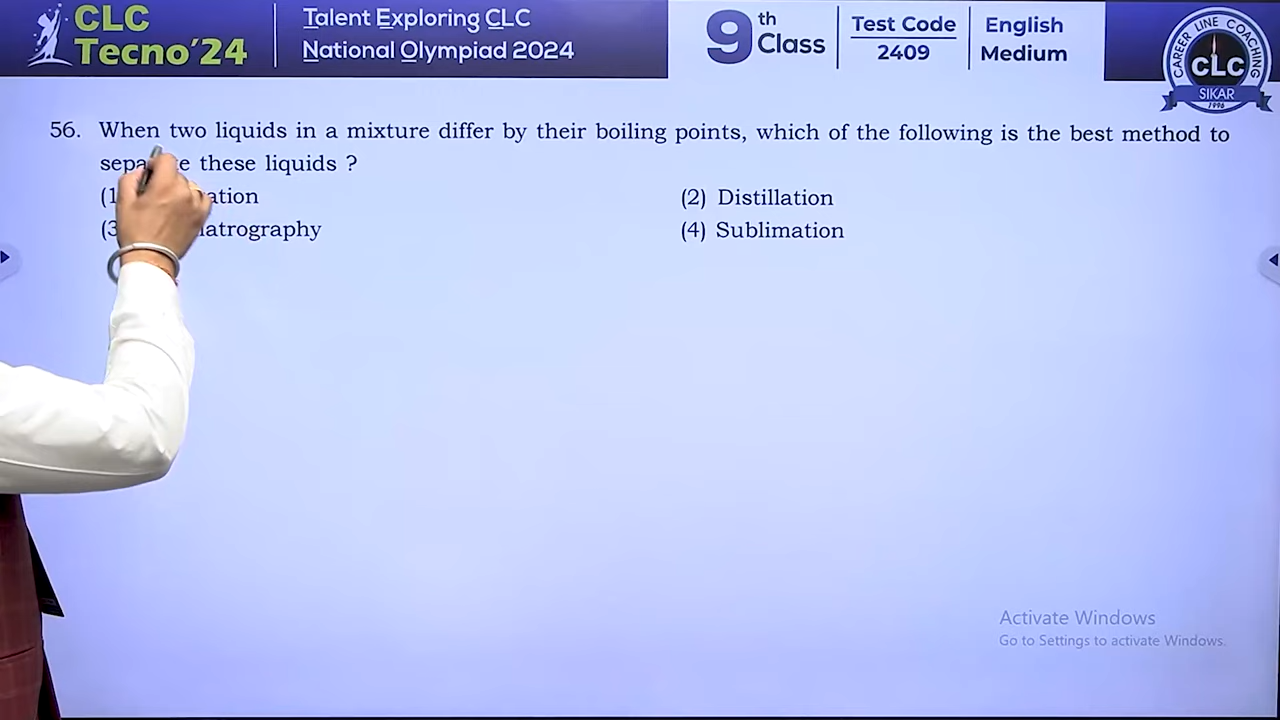 CLC
Tecno'24
Talent Exploring CLC
National Olympiad 2024
9th Class
Test Code
2409
English
Medium
CAREER LINE COACHING
CLC
SIKAR
1996
56. When two liquids in a mixture differ by their boiling points, which of the following is the best method to
these liquids ?
(2) Distillation
(4) Sublimation
Activate Windows
Go to Settings to activate Windows.